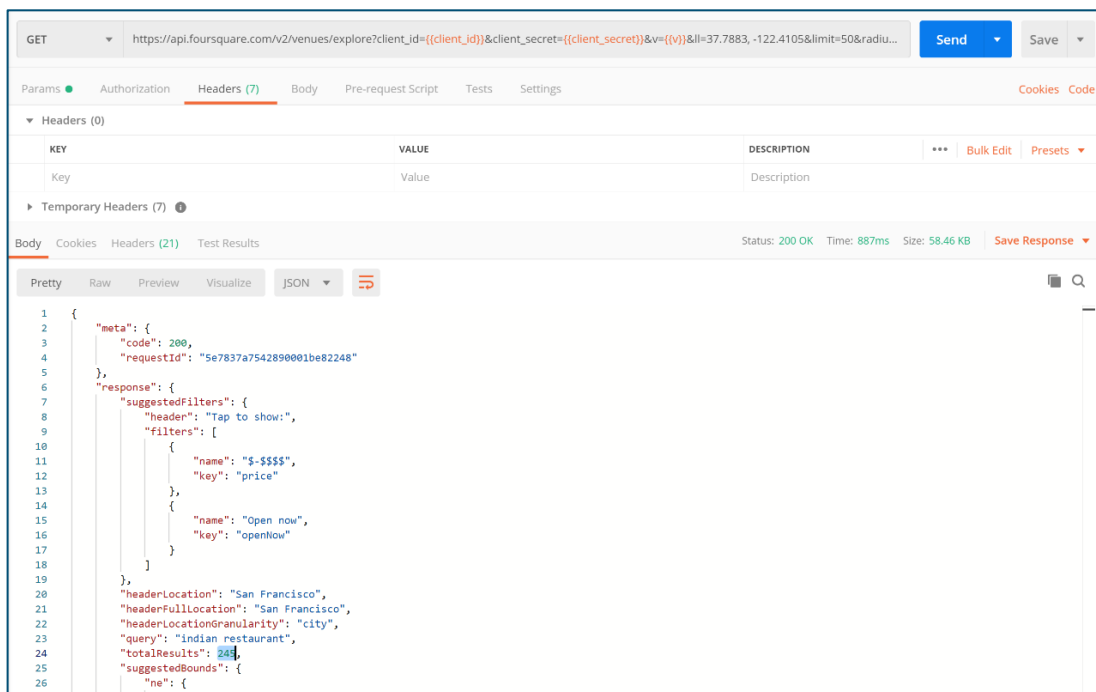 GET https://api.foursquare.com/v2/venues/explore?client_id={{client_id}}&client_secret={{client_secret}}&v={{v}}&ll=37.7883, -122.4105&limit=50&radiu... Send Save
Params Authorization Headers (7) Body Pre-request Script Tests Settings Cookies Code
Headers (0)
KEY VALUE DESCRIPTION ••• Bulk Edit Presets
Key Value Description
Temporary Headers (7)
Body Cookies Headers (21) Test Results Status: 200 OK Time: 887ms Size: 58.46 KB Save Response
Pretty Raw Preview Visualize JSON
1 {
2 "meta": {
3 "code": 200,
4 "requestId": "5e7837a7542890001be82248"
5 },
6 "response": {
7 "suggestedFilters": {
8 "header": "Tap to show:",
9 "filters": [
10 {
11 "name": "$-$$$$",
12 "key": "price"
13 },
14 {
15 "name": "Open now",
16 "key": "openNow"
17 }
18 ]
19 },
20 "headerLocation": "San Francisco",
21 "headerFullLocation": "San Francisco",
22 "headerLocationGranularity": "city",
23 "query": "indian restaurant",
24 "totalResults": 245,
25 "suggestedBounds": {
26 "ne": {